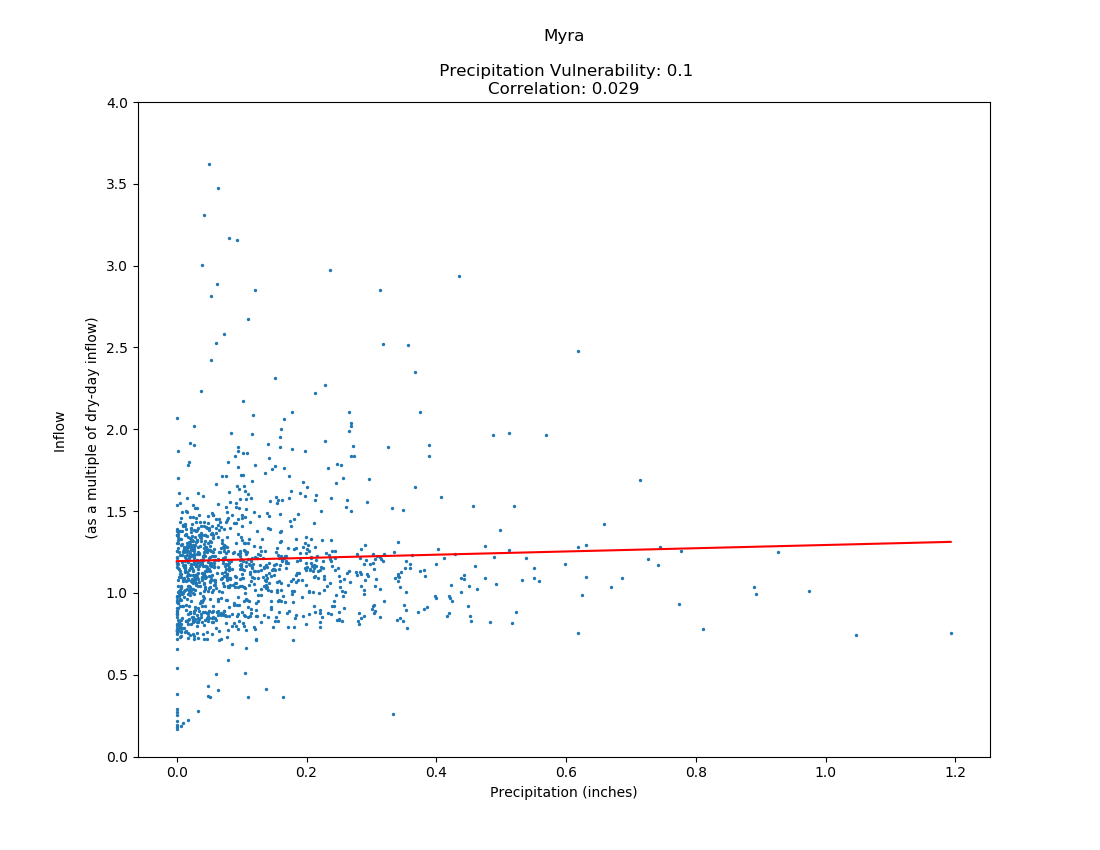 Myra
Precipitation Vulnerability: 0.1
Correlation: 0.029
4.0
3.5
3.0
2.5
2.0
1.5
1.0
0.5
0.0
Inflow
(as a multiple of dry-day inflow)
0.0 0.2 0.4 0.6 0.8 1.0 1.2
Precipitation (inches)